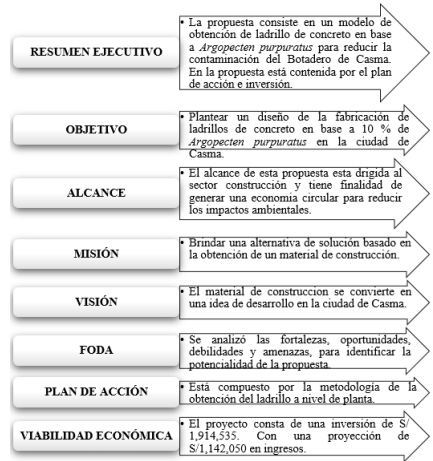 RESUMEN EJECUTIVO
• La propuesta consiste en un modelo de
obtención de ladrillo de concreto en base
a Argopecten purpuratus para reducir la
contaminación del Botadero de Casma.
En la propuesta está contenida por el plan
de acción e inversión.
OBJETIVO
• Plantear un diseño de la fabricación de
ladrillos de concreto en base a 10 % de
Argopecten purpuratus en la ciudad de
Casma.
ALCANCE
• El alcance de esta propuesta esta drigida al
sector construcción y tiene finalidad de
generar una economia circular para reducir
los impactos ambientales.
MISIÓN
• Brindar una alternativa de solución basado en
la obtención de un material de construcción.
VISIÓN
• El material de construccion se convierte en
una idea de desarrollo en la ciudad de Casma.
FODA
• Se analizó las fortalezas, oportunidades,
debilidades y amenazas, para identificar la
potencialidad de la propuesta.
PLAN DE ACCIÓN
• Está compuesto por la metodología de la
obtención del ladrillo a nivel de planta.
VIABILIDAD ECONÓMICA
• El proyecto consta de una inversión de S/
1,914,535. Con una proyección de
S/1,142,050 en ingresos.